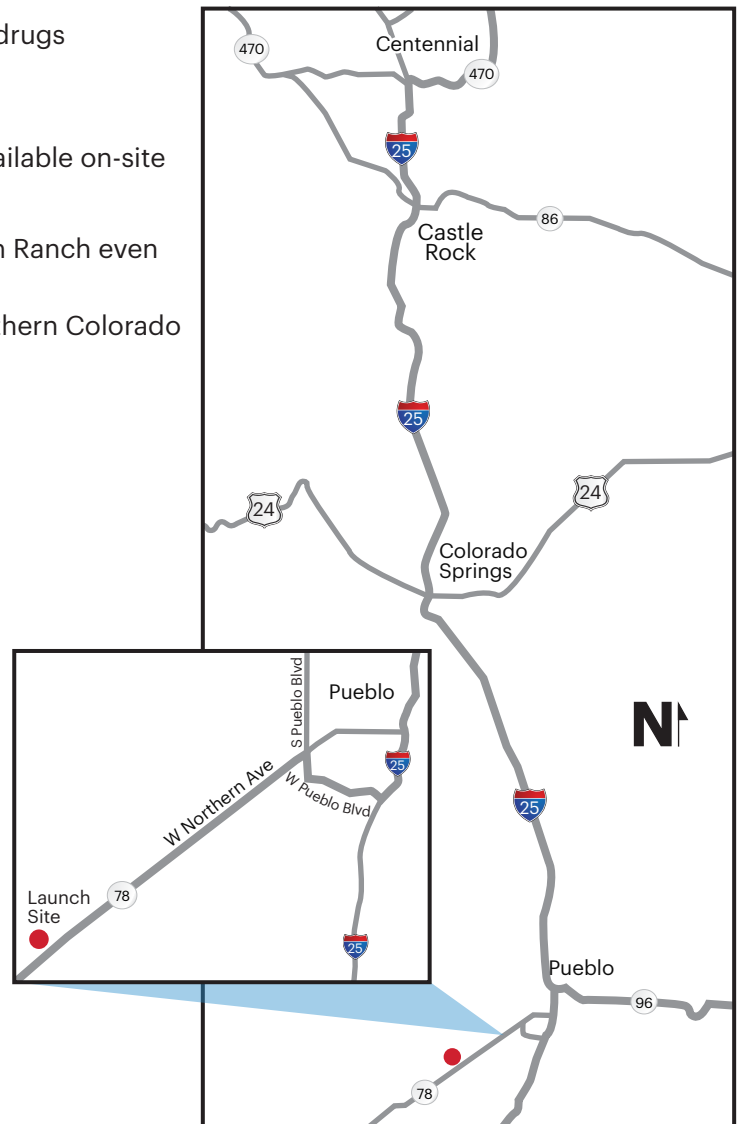 drugs
ailable on-site
n Ranch even
thern Colorado
470
Centennial
470
25
86
Castle
Rock
25
24
24
Colorado
Springs
N
25
Pueblo
96
78
S Pueblo Blvd
Pueblo
25
W Pueblo Blvd
W Northern Ave
78
Launch
Site
25